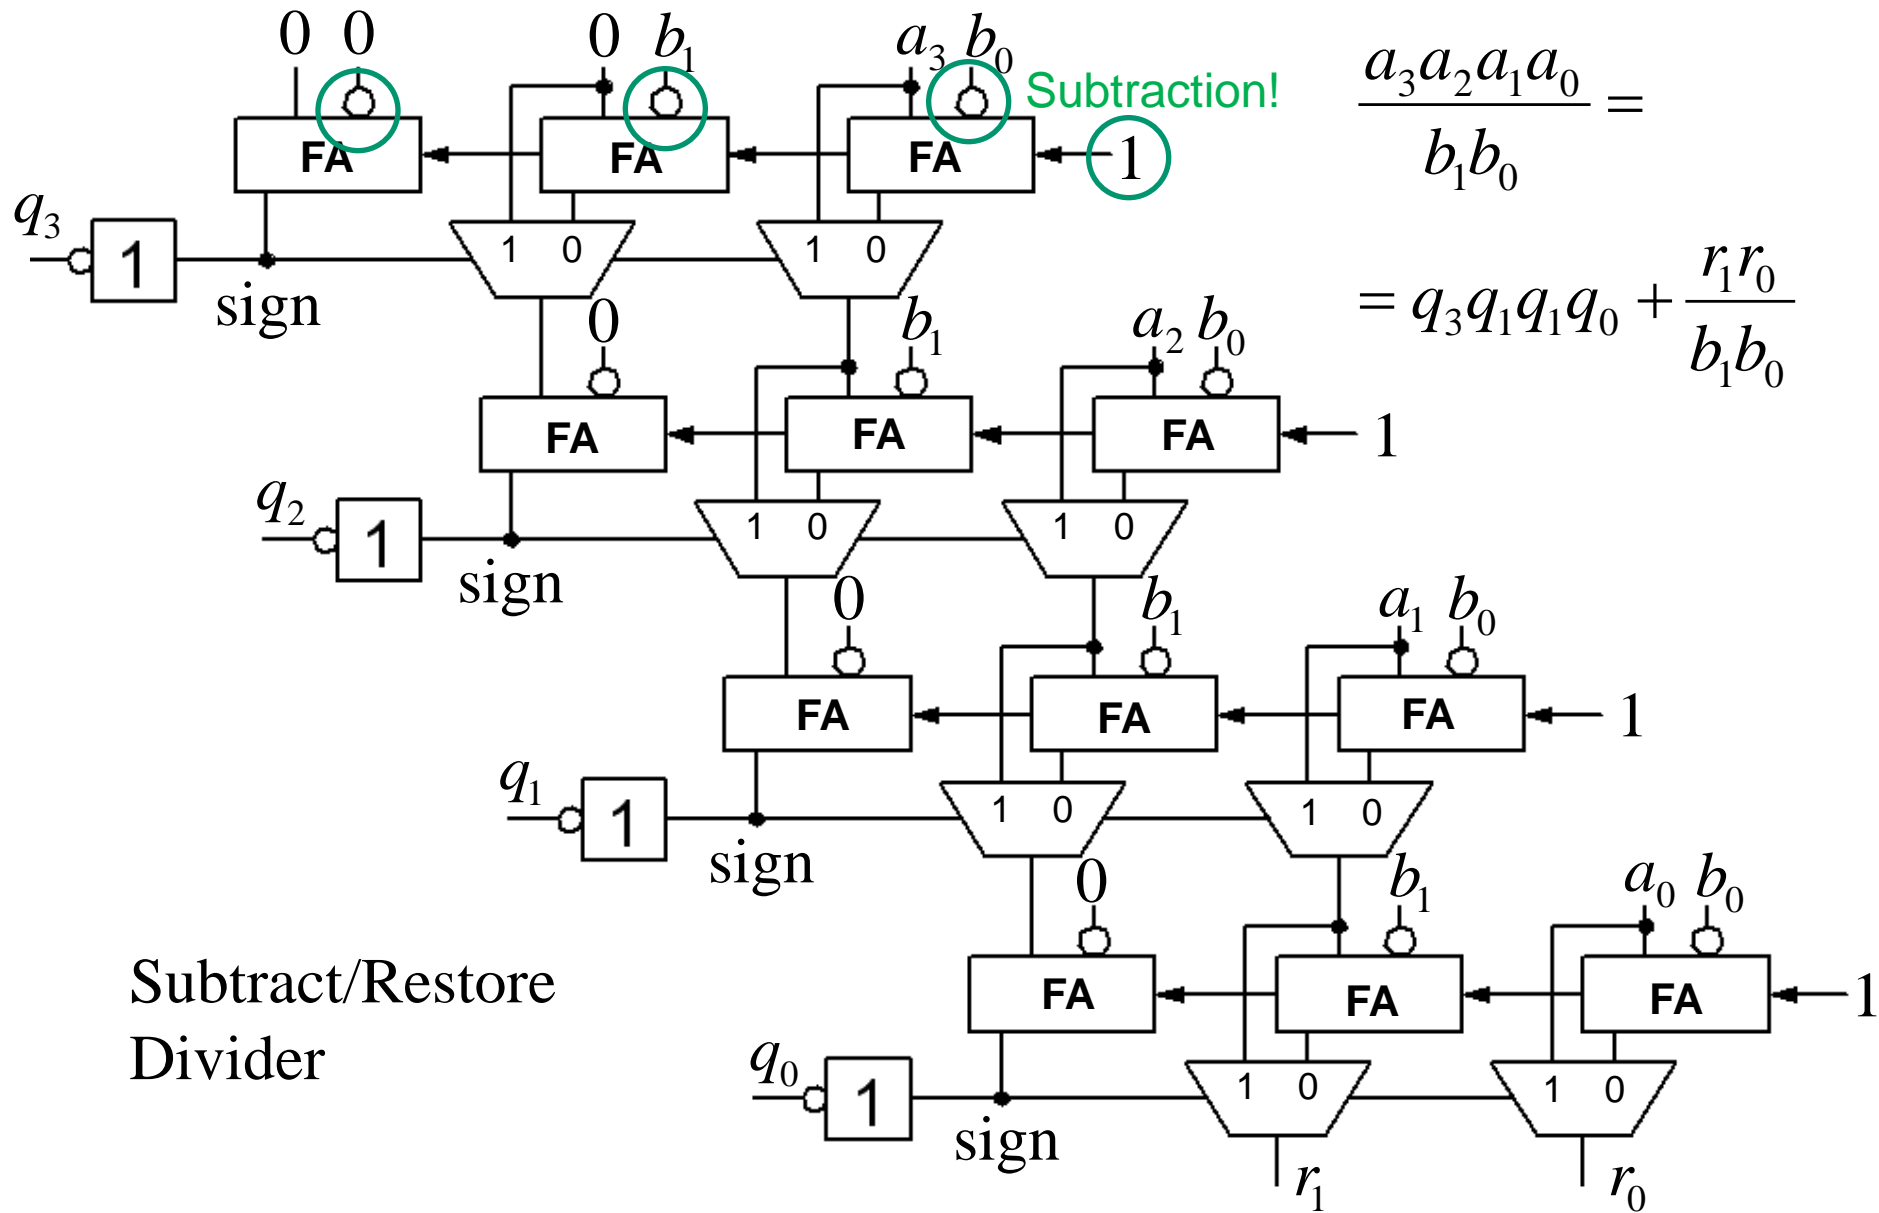 0 0 0 b₁ a₃ b₀
Subtraction!
a₃a₂a₁a₀ / b₁b₀ =
FA FA FA 1
q₃ 1 1 0 1 0
sign
= q₃q₁q₁q₀ + r₁r₀ / b₁b₀
0 b₁ a₂ b₀
FA FA FA 1
q₂ 1 1 0 1 0
sign
0 b₁ a₁ b₀
FA FA FA 1
q₁ 1 1 0 1 0
sign
0 b₁ a₀ b₀
FA FA FA 1
Subtract/Restore
Divider
q₀ 1 1 0 1 0
sign
r₁ r₀